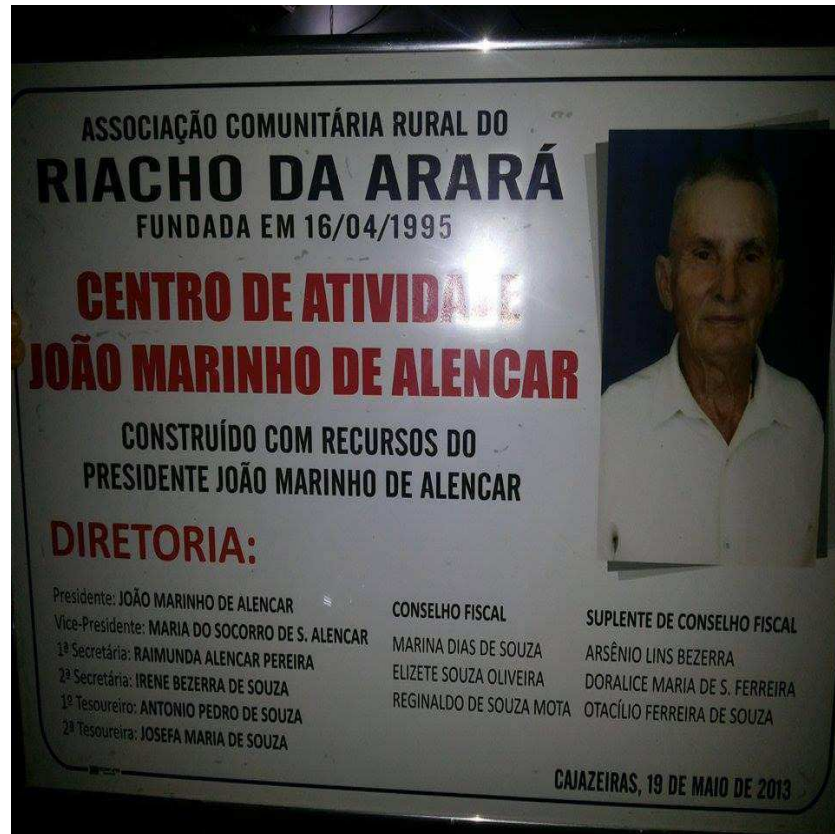 ASSOCIAÇÃO COMUNITÁRIA RURAL DO
RIACHO DA ARARÁ
FUNDADA EM 16/04/1995
CENTRO DE ATIVIDADE
JOÃO MARINHO DE ALENCAR
CONSTRUÍDO COM RECURSOS DO
PRESIDENTE JOÃO MARINHO DE ALENCAR
DIRETORIA:
Presidente: JOÃO MARINHO DE ALENCAR
Vice-Presidente: MARIA DO SOCORRO DE S. ALENCAR
1ª Secretária: RAIMUNDA ALENCAR PEREIRA
2ª Secretária: IRENE BEZERRA DE SOUZA
1º Tesoureiro: ANTONIO PEDRO DE SOUZA
2ª Tesoureira: JOSEFA MARIA DE SOUZA
CONSELHO FISCAL
MARINA DIAS DE SOUZA
ELIZETE SOUZA OLIVEIRA
REGINALDO DE SOUZA MOTA
SUPLENTE DE CONSELHO FISCAL
ARSÊNIO LINS BEZERRA
DORALICE MARIA DE S. FERREIRA
OTACÍLIO FERREIRA DE SOUZA
CAJAZEIRAS, 19 DE MAIO DE 2013